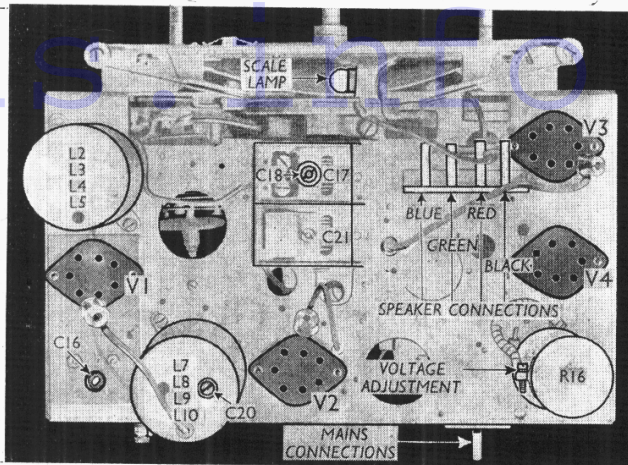 s.info
SCALE
LAMP
V3
L2
L3
L4
L5
C18
C17
BLUE
RED
C21
GREEN
BLACK
V1
V4
SPEAKER CONNECTIONS
C16
L7
L8
L9
L10
C20
V2
VOLTAGE
ADJUSTMENT
R16
MAINS
CONNECTIONS